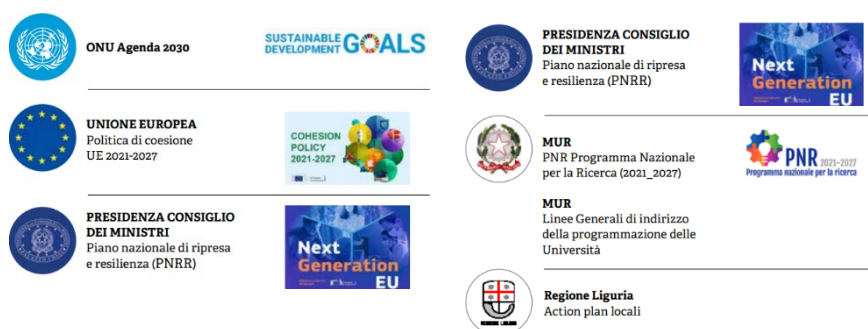 ONU Agenda 2030
SUSTAINABLE
DEVELOPMENT GOALS
UNIONE EUROPEA
Politica di coesione
UE 2021-2027
COHESION
POLICY
2021-2027
PRESIDENZA CONSIGLIO
DEI MINISTRI
Piano nazionale di ripresa
e resilienza (PNRR)
Next
Generation
EU
PRESIDENZA CONSIGLIO
DEI MINISTRI
Piano nazionale di ripresa
e resilienza (PNRR)
Next
Generation
EU
MUR
PNR Programma Nazionale
per la Ricerca (2021_2027)
PNR 2021-2027
Programma nazionale per la ricerca
MUR
Linee Generali di indirizzo
della programmazione delle
Università
Regione Liguria
Action plan locali